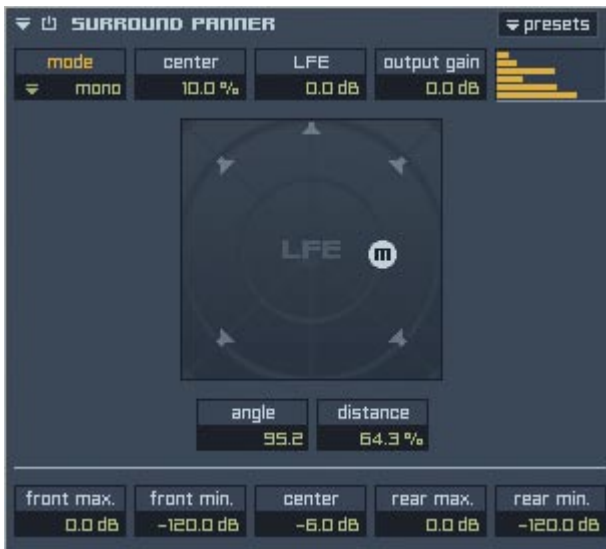 SURROUND PANNER presets
mode center LFE output gain
mono 10.0 % 0.0 dB 0.0 dB
LFE
m
angle distance
95.2 64.3 %
front max. front min. center rear max. rear min.
0.0 dB -120.0 dB -6.0 dB 0.0 dB -120.0 dB